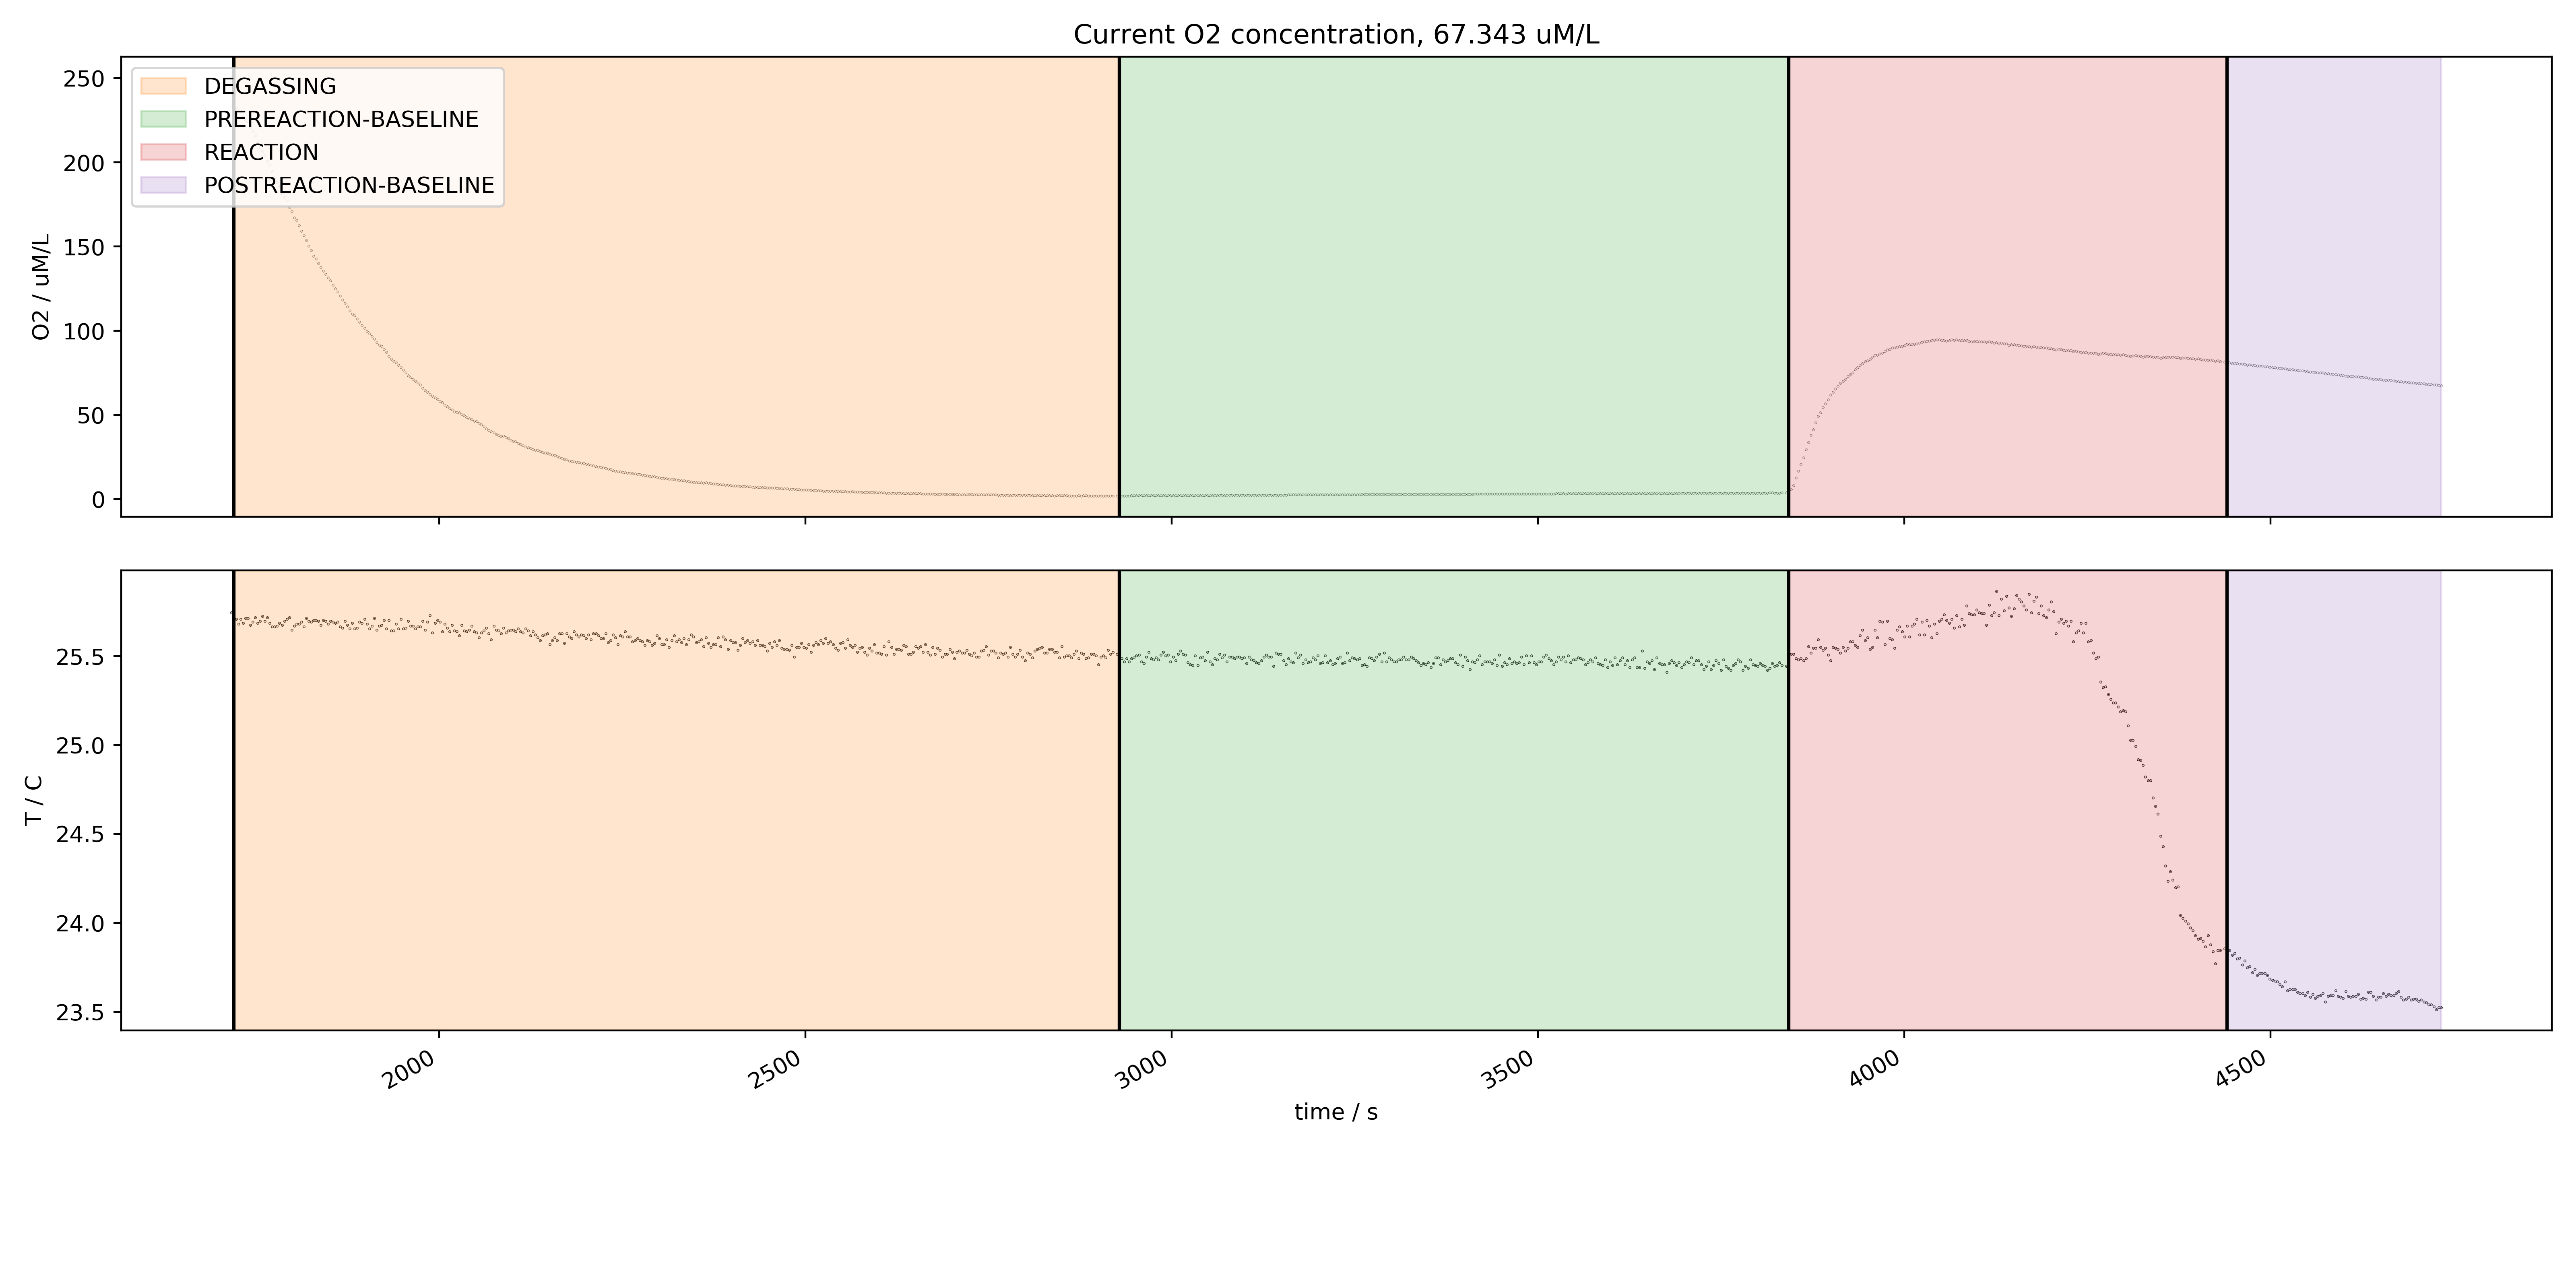 Current O2 concentration, 67.343 uM/L
DEGASSING
PREREACTION-BASELINE
REACTION
POSTREACTION-BASELINE
250
200
150
100
50
0
O2 / uM/L
25.5
25.0
24.5
24.0
23.5
T / C
2000
2500
3000
3500
4000
4500
time / s